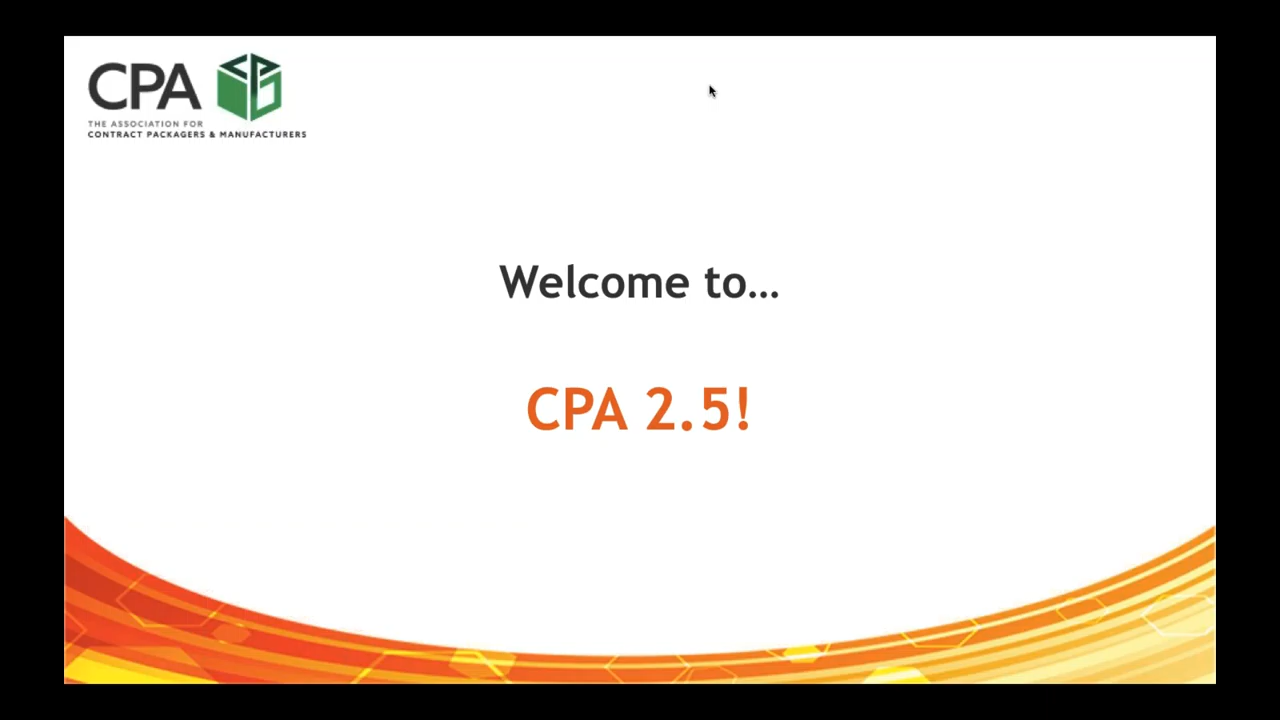 CPA
THE ASSOCIATION FOR
CONTRACT PACKAGERS & MANUFACTURERS
Welcome to...
CPA 2.5!